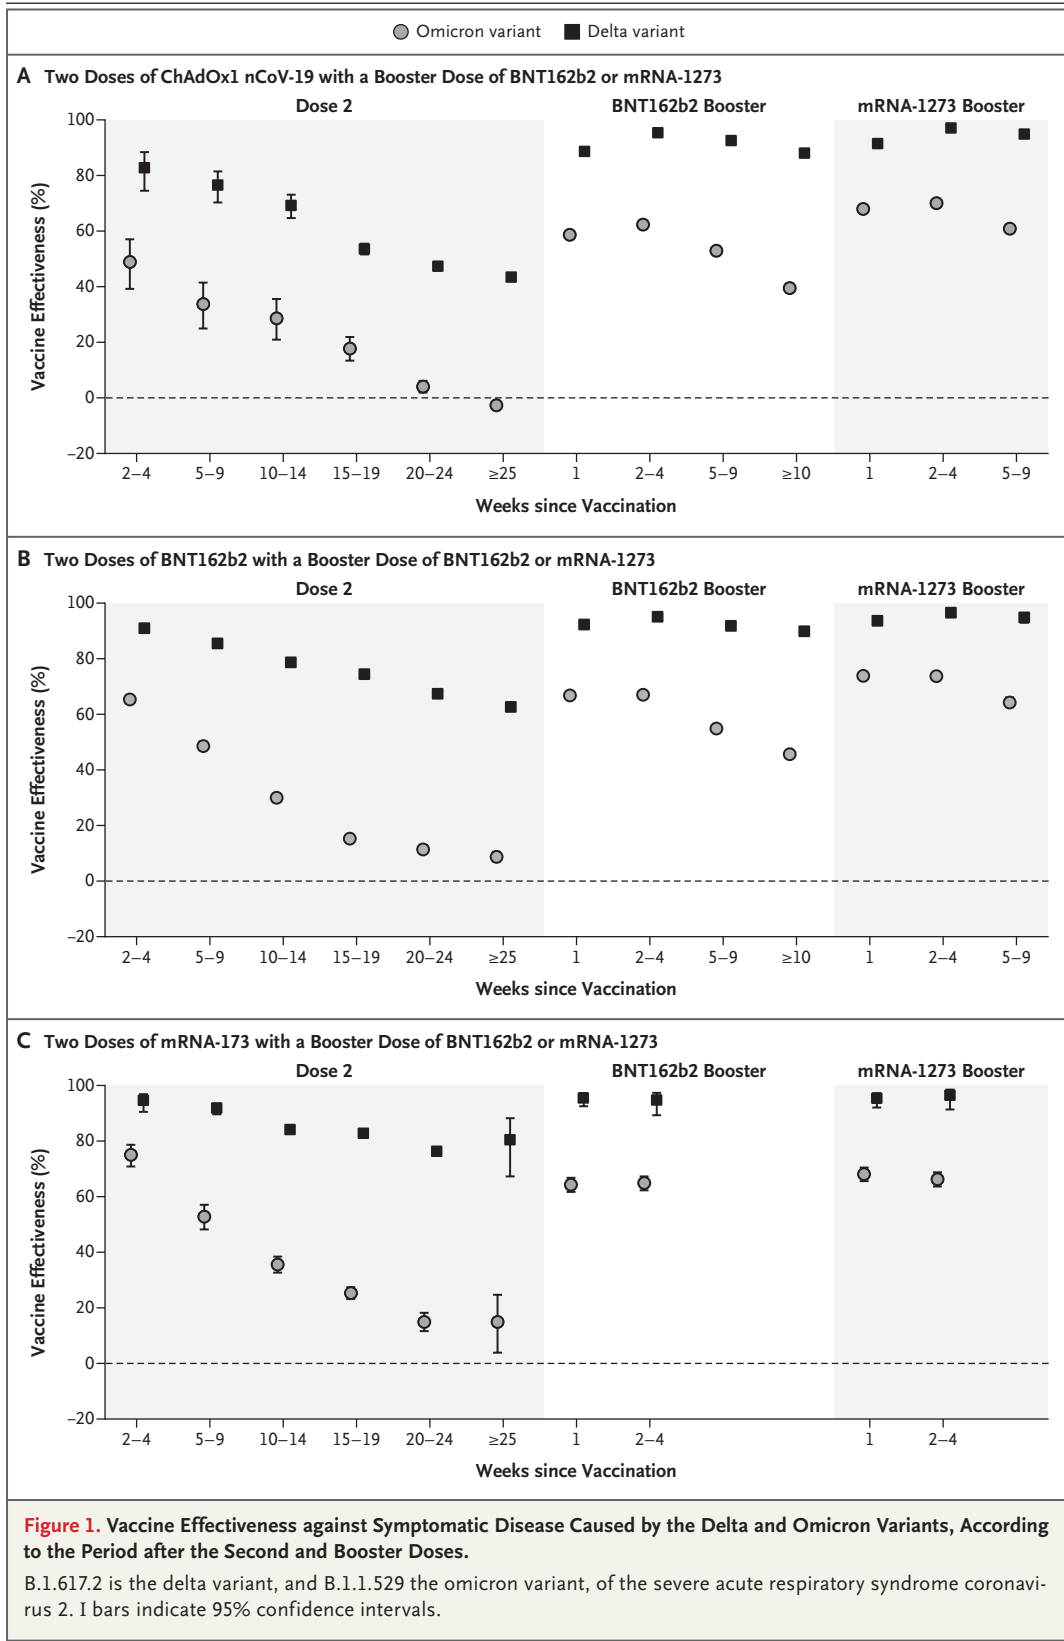 Omicron variant Delta variant
A Two Doses of ChAdOx1 nCoV-19 with a Booster Dose of BNT162b2 or mRNA-1273
Dose 2 BNT162b2 Booster mRNA-1273 Booster
Vaccine Effectiveness (%)
100
80
60
40
20
0
–20
2–4 5–9 10–14 15–19 20–24 ≥25 1 2–4 5–9 ≥10 1 2–4 5–9
Weeks since Vaccination
B Two Doses of BNT162b2 with a Booster Dose of BNT162b2 or mRNA-1273
Dose 2 BNT162b2 Booster mRNA-1273 Booster
Vaccine Effectiveness (%)
100
80
60
40
20
0
–20
2–4 5–9 10–14 15–19 20–24 ≥25 1 2–4 5–9 ≥10 1 2–4 5–9
Weeks since Vaccination
C Two Doses of mRNA-173 with a Booster Dose of BNT162b2 or mRNA-1273
Dose 2 BNT162b2 Booster mRNA-1273 Booster
Vaccine Effectiveness (%)
100
80
60
40
20
0
–20
2–4 5–9 10–14 15–19 20–24 ≥25 1 2–4 1 2–4
Weeks since Vaccination
Figure 1. Vaccine Effectiveness against Symptomatic Disease Caused by the Delta and Omicron Variants, According
to the Period after the Second and Booster Doses.
B.1.617.2 is the delta variant, and B.1.1.529 the omicron variant, of the severe acute respiratory syndrome coronavi-
rus 2. I bars indicate 95% confidence intervals.